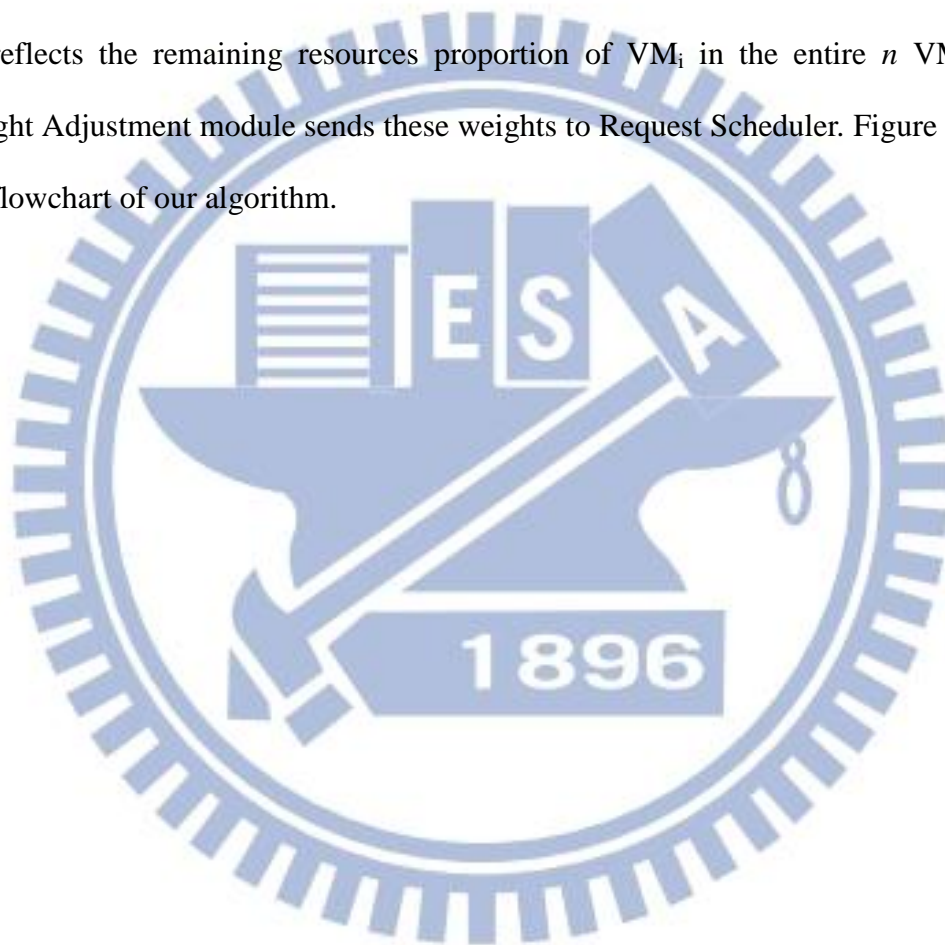 reflects the remaining resources proportion of VMi in the entire n VM
ght Adjustment module sends these weights to Request Scheduler. Figure
flowchart of our algorithm.
E S A
1896